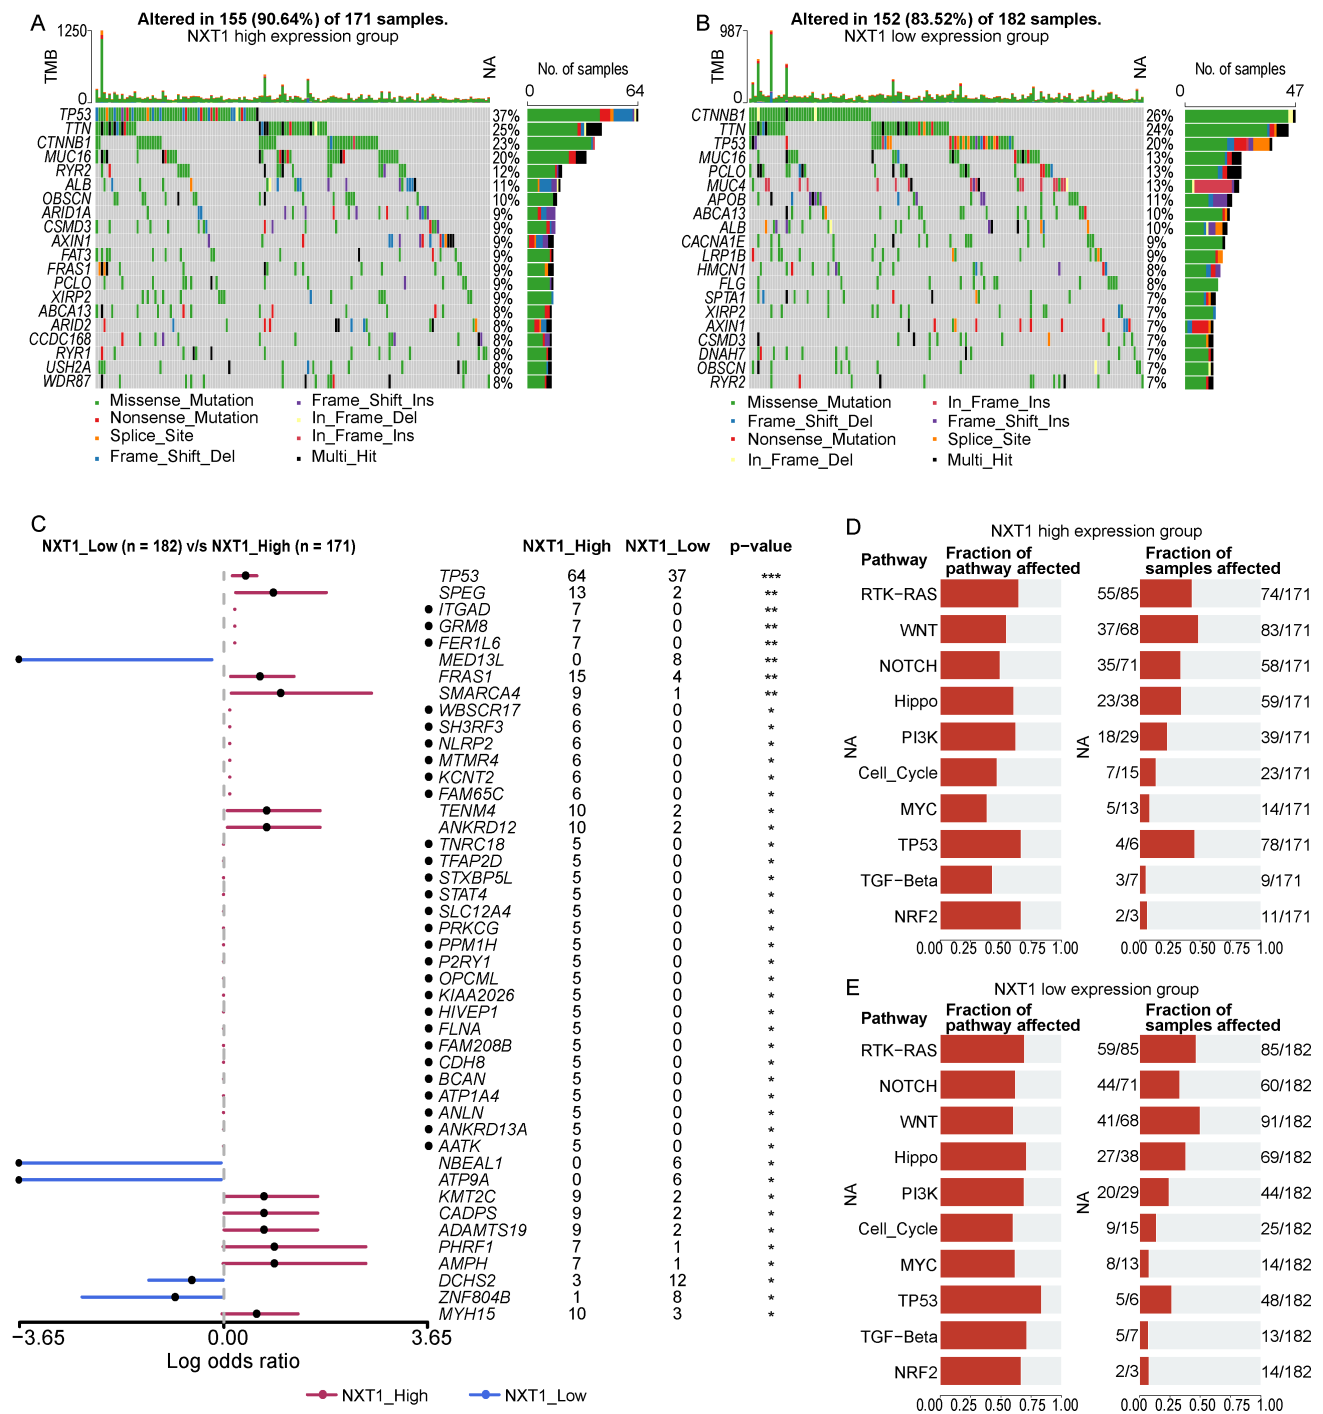 A
Altered in 155 (90.64%) of 171 samples.
NXT1 high expression group
1250
TMB
0
NA
No. of samples
0 64
TP53 37%
TTN 25%
CTNNB1 23%
MUC16 20%
RYR2 12%
ALB 11%
OBSCN 10%
ARID1A 9%
CSMD3 9%
AXIN1 9%
FAT3 9%
FRAS1 9%
PCLO 9%
XIRP2 9%
ABCA13 8%
ARID2 8%
CCDC168 8%
RYR1 8%
USH2A 8%
WDR87 8%
Missense_Mutation Frame_Shift_Ins
Nonsense_Mutation In_Frame_Del
Splice_Site In_Frame_Ins
Frame_Shift_Del Multi_Hit
B
Altered in 152 (83.52%) of 182 samples.
NXT1 low expression group
987
TMB
0
NA
No. of samples
0 47
CTNNB1 26%
TTN 24%
TP53 20%
MUC16 13%
PCLO 13%
MUC4 13%
APOB 11%
ABCA13 10%
ALB 10%
CACNA1E 9%
LRP1B 9%
HMCN1 8%
FLG 8%
SPTA1 7%
XIRP2 7%
AXIN1 7%
CSMD3 7%
DNAH7 7%
OBSCN 7%
RYR2 7%
Missense_Mutation In_Frame_Ins
Frame_Shift_Del Frame_Shift_Ins
Nonsense_Mutation Splice_Site
In_Frame_Del Multi_Hit
C
NXT1_Low (n = 182) v/s NXT1_High (n = 171) NXT1_High NXT1_Low p-value
TP53 64 37 ***
SPEG 13 2 **
ITGAD 7 0 **
GRM8 7 0 **
FER1L6 7 0 **
MED13L 0 8 **
FRAS1 15 4 **
SMARCA4 9 1 **
WBSCR17 6 0 *
SH3RF3 6 0 *
NLRP2 6 0 *
MTMR4 6 0 *
KCNT2 6 0 *
FAM65C 6 0 *
TENM4 10 2 *
ANKRD12 10 2 *
TNRC18 5 0 *
TFAP2D 5 0 *
STXBP5L 5 0 *
STAT4 5 0 *
SLC12A4 5 0 *
PRKCG 5 0 *
PPM1H 5 0 *
P2RY1 5 0 *
OPCML 5 0 *
KIAA2026 5 0 *
HIVEP1 5 0 *
FLNA 5 0 *
FAM208B 5 0 *
CDH8 5 0 *
BCAN 5 0 *
ATP1A4 5 0 *
ANLN 5 0 *
ANKRD13A 5 0 *
AATK 5 0 *
NBEAL1 0 6 *
ATP9A 0 6 *
KMT2C 9 2 *
CADPS 9 2 *
ADAMTS19 9 2 *
PHRF1 7 1 *
AMPH 7 1 *
DCHS2 3 12 *
ZNF804B 1 8 *
MYH15 10 3 *
−3.65 0.00 3.65
Log odds ratio
NXT1_High NXT1_Low
D
NXT1 high expression group
Pathway Fraction of pathway affected Fraction of samples affected
RTK−RAS 55/85 74/171
WNT 37/68 83/171
NOTCH 35/71 58/171
Hippo 23/38 59/171
PI3K 18/29 39/171
Cell_Cycle 7/15 23/171
MYC 5/13 14/171
TP53 4/6 78/171
TGF−Beta 3/7 9/171
NRF2 2/3 11/171
NA NA
0.00 0.25 0.50 0.75 1.00 0.00 0.25 0.50 0.75 1.00
E
NXT1 low expression group
Pathway Fraction of pathway affected Fraction of samples affected
RTK−RAS 59/85 85/182
NOTCH 44/71 60/182
WNT 41/68 91/182
Hippo 27/38 69/182
PI3K 20/29 44/182
Cell_Cycle 9/15 25/182
MYC 8/13 14/182
TP53 5/6 48/182
TGF−Beta 5/7 13/182
NRF2 2/3 14/182
NA NA
0.00 0.25 0.50 0.75 1.00 0.00 0.25 0.50 0.75 1.00